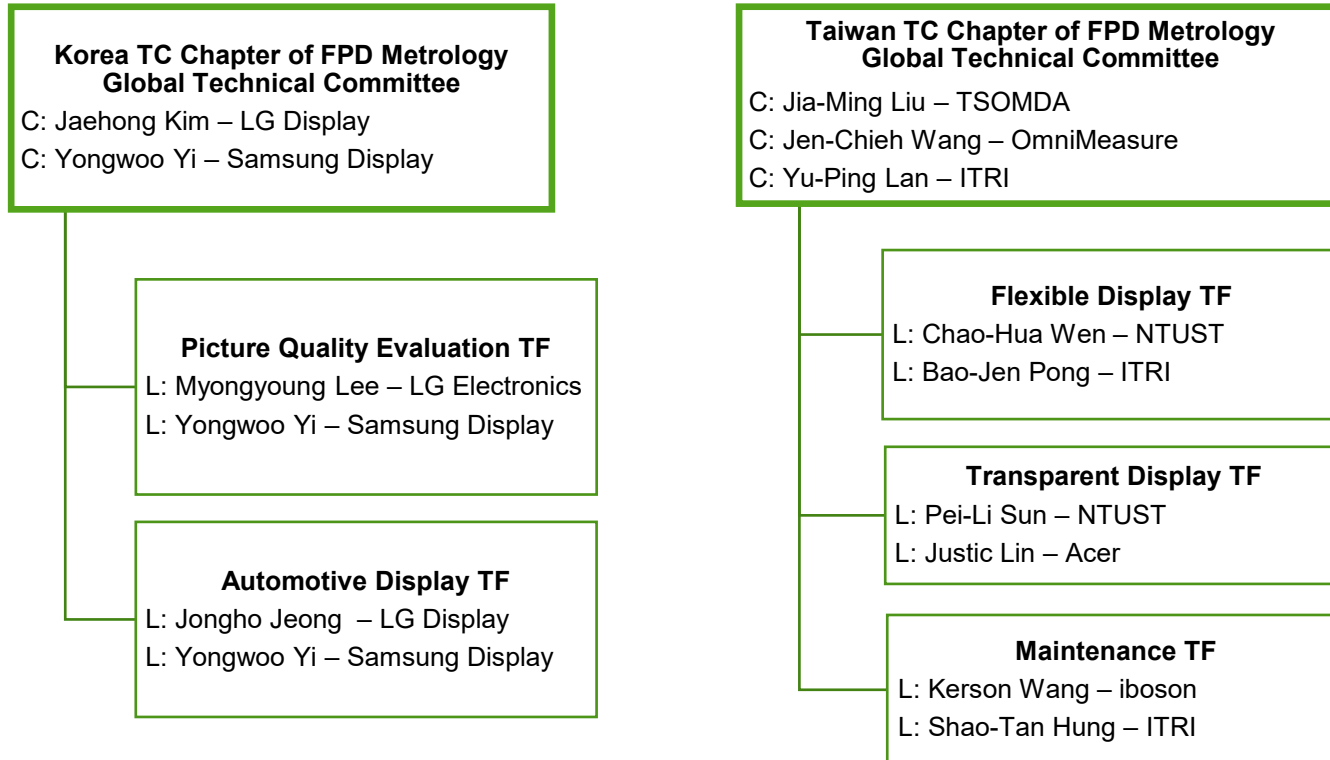 Korea TC Chapter of FPD Metrology
Global Technical Committee
C: Jaehong Kim – LG Display
C: Yongwoo Yi – Samsung Display
Picture Quality Evaluation TF
L: Myongyoung Lee – LG Electronics
L: Yongwoo Yi – Samsung Display
Automotive Display TF
L: Jongho Jeong – LG Display
L: Yongwoo Yi – Samsung Display
Taiwan TC Chapter of FPD Metrology
Global Technical Committee
C: Jia-Ming Liu – TSOMDA
C: Jen-Chieh Wang – OmniMeasure
C: Yu-Ping Lan – ITRI
Flexible Display TF
L: Chao-Hua Wen – NTUST
L: Bao-Jen Pong – ITRI
Transparent Display TF
L: Pei-Li Sun – NTUST
L: Justic Lin – Acer
Maintenance TF
L: Kerson Wang – iboson
L: Shao-Tan Hung – ITRI